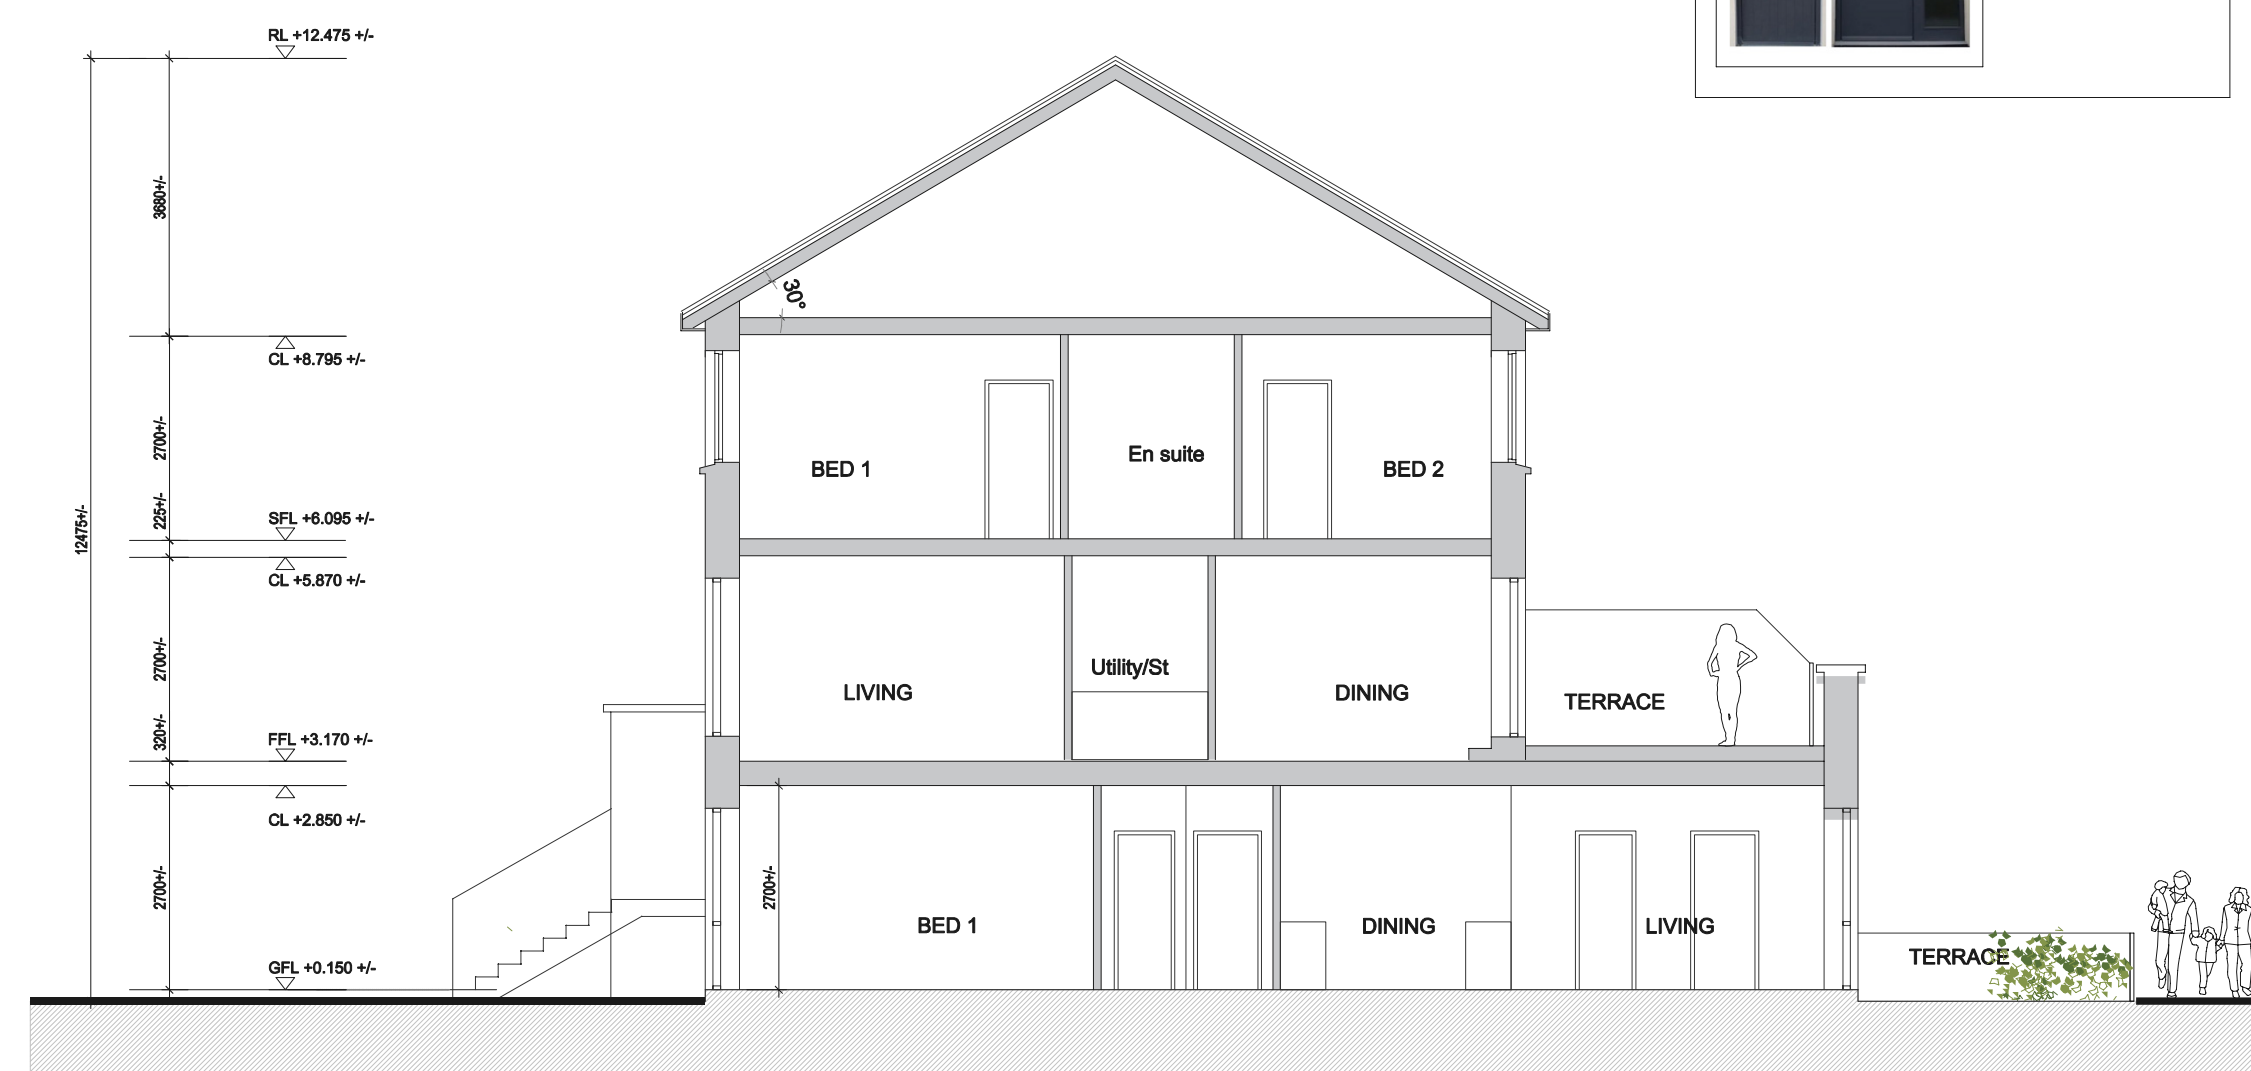 RL +12.475 +/-
3680+/-
30°
CL +8.795 +/-
2700+/-
BED 1
En suite
BED 2
225+/-
SFL +6.095 +/-
12475+/-
CL +5.870 +/-
2700+/-
Utility/St
LIVING
DINING
TERRACE
320+/-
FFL +3.170 +/-
CL +2.850 +/-
2700+/-
2700+/-
BED 1
DINING
LIVING
TERRACE
GFL +0.150 +/-